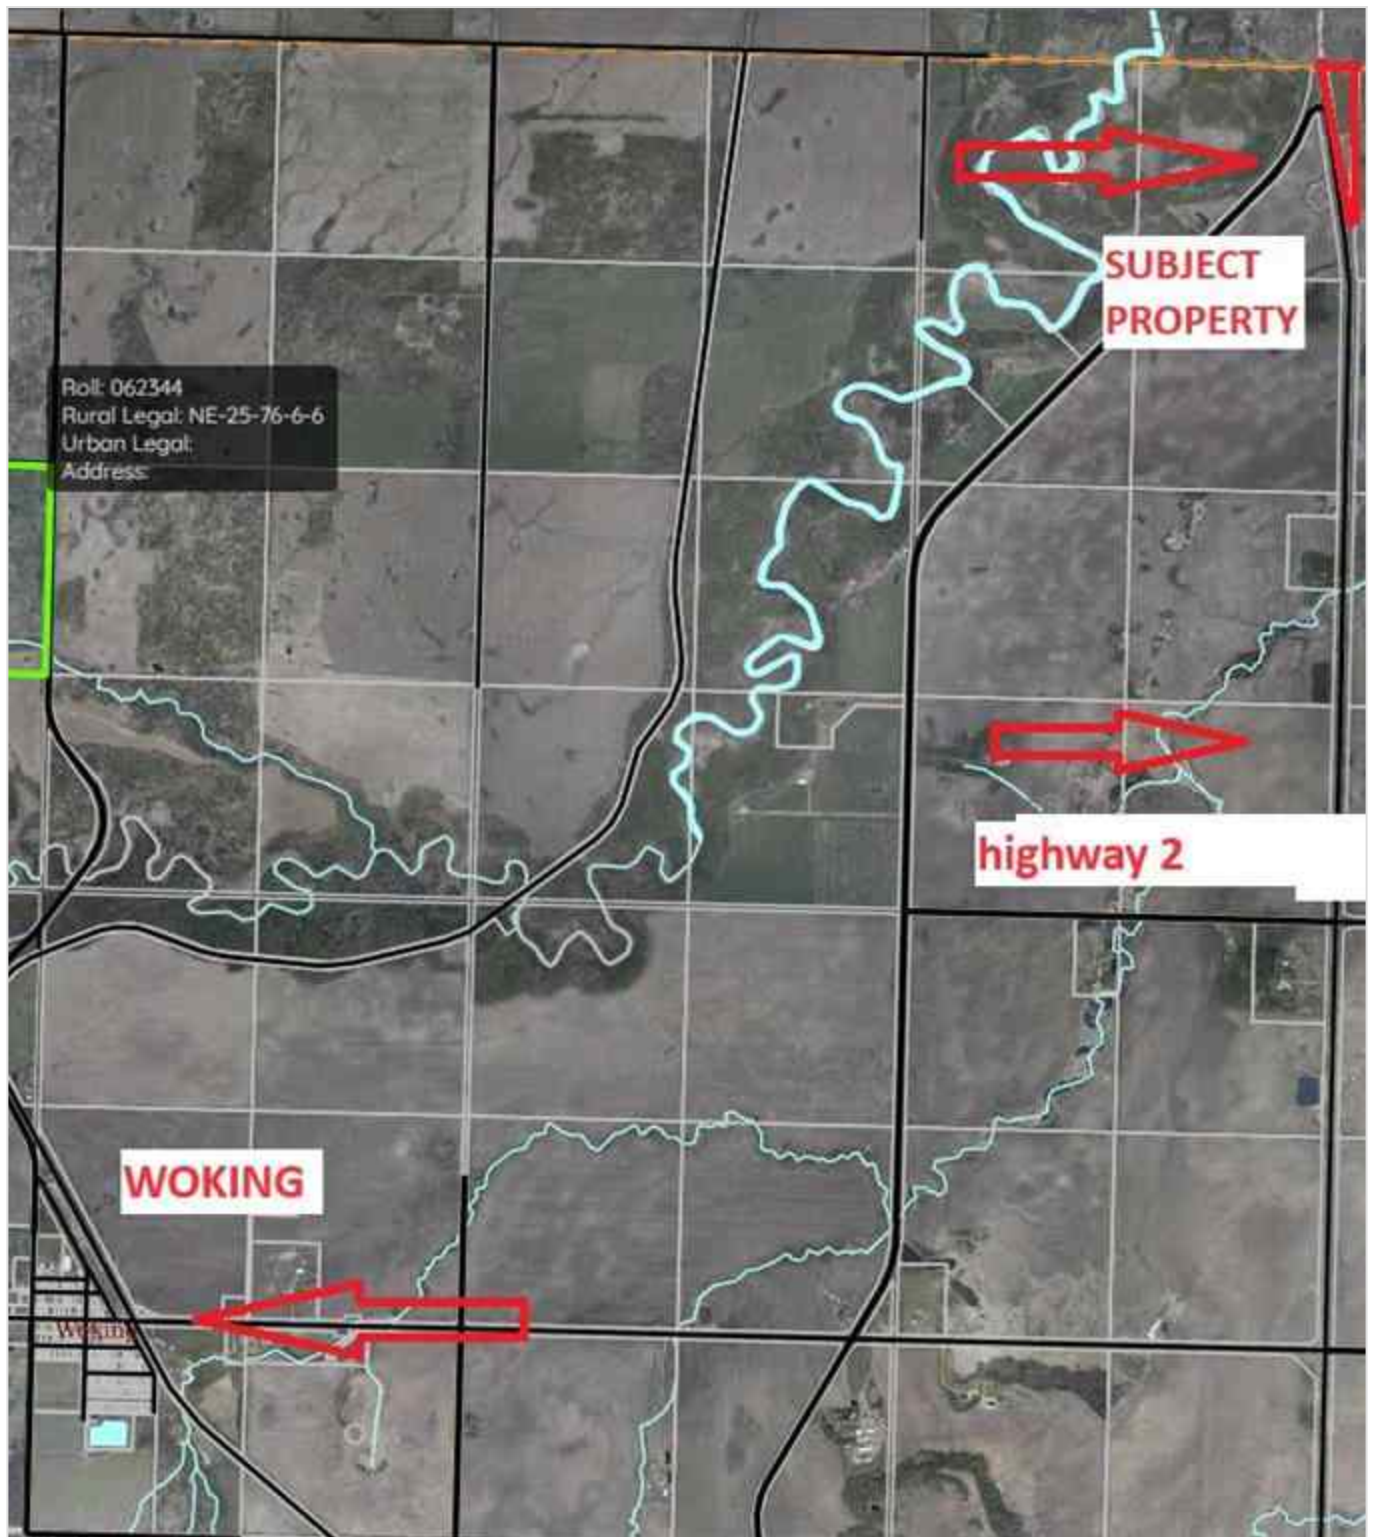 SUBJECT
PROPERTY
Roll: 062344
Rural Legal: NE-25-76-6-6
Urban Legal:
Address:
highway 2
WOKING
Woking